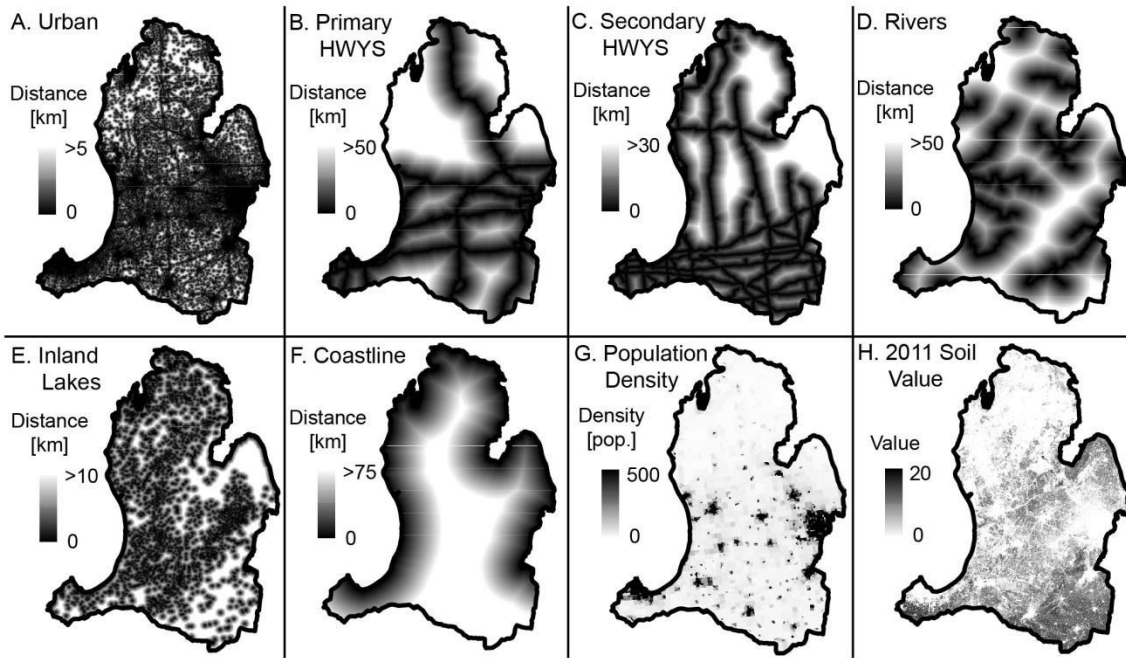 A. Urban
Distance
[km]
>5
0
B. Primary
HWYS
Distance
[km]
>50
0
C. Secondary
HWYS
Distance
[km]
>30
0
D. Rivers
Distance
[km]
>50
0
E. Inland
Lakes
Distance
[km]
>10
0
F. Coastline
Distance
[km]
>75
0
G. Population
Density
Density
[pop.]
500
0
H. 2011 Soil
Value
Value
20
0